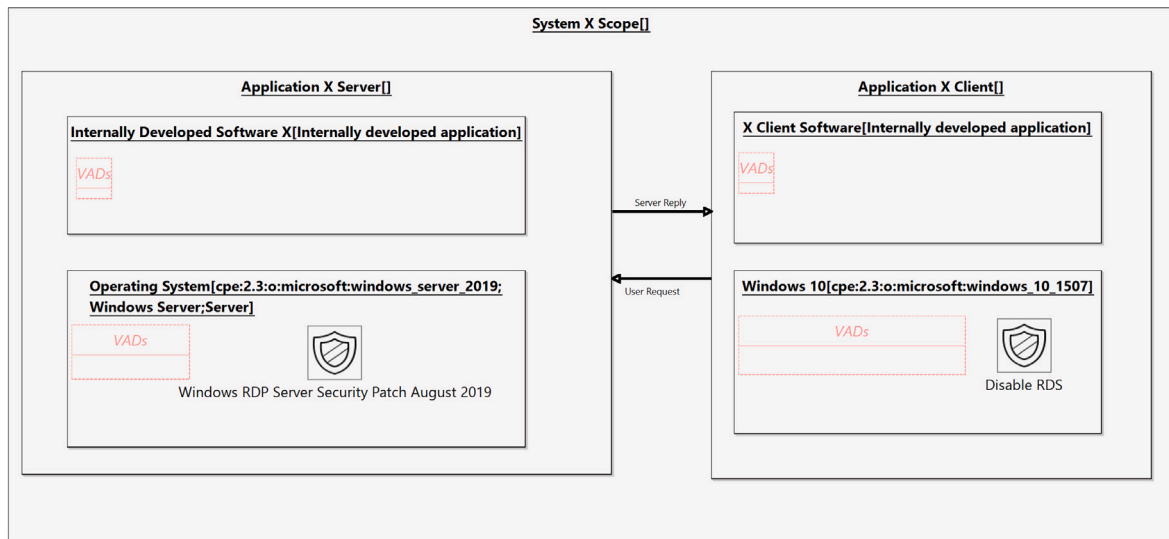 System X Scope[]
Application X Server[]
Internally Developed Software X[Internally developed application]
VADs
Operating System[cpe:2.3:o:microsoft:windows_server_2019;
Windows Server;Server]
VADs
Windows RDP Server Security Patch August 2019
Server Reply
User Request
Application X Client[]
X Client Software[Internally developed application]
VADs
Windows 10[cpe:2.3:o:microsoft:windows_10_1507]
VADs
Disable RDS